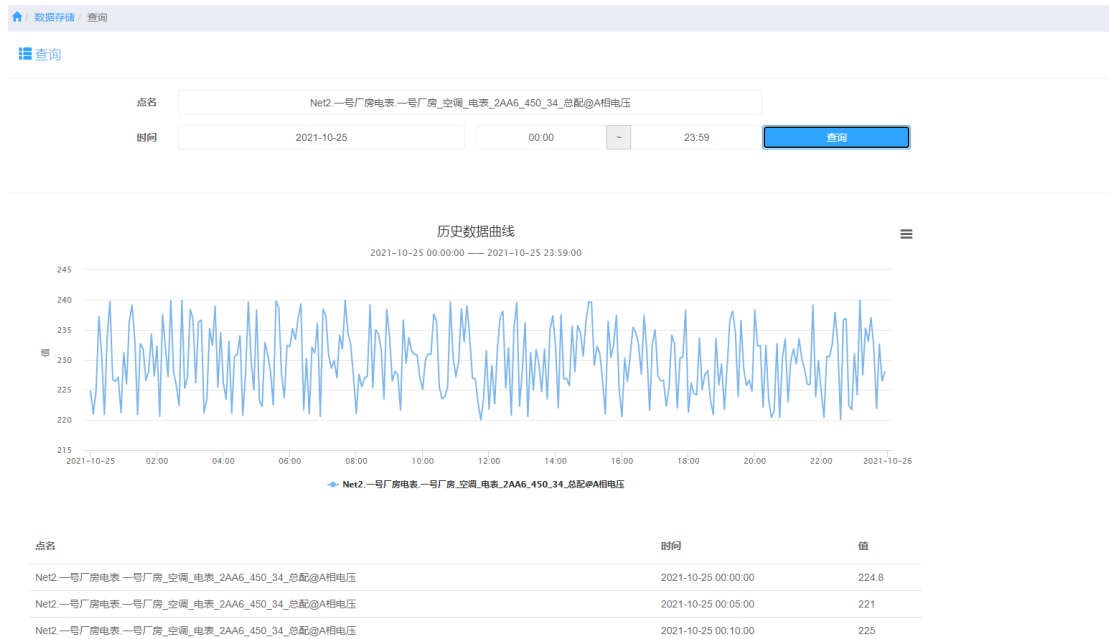 / 数据存储 / 查询
查询
点名 Net2.一号厂房电表.一号厂房_空调_电表_2AA6_450_34_总配@A相电压
时间 2021-10-25 00:00 ~ 23:59 查询
历史数据曲线
2021-10-25 00:00:00 —— 2021-10-25 23:59:00
245
240
235
值
230
225
220
215
2021-10-25 02:00 04:00 06:00 08:00 10:00 12:00 14:00 16:00 18:00 20:00 22:00 2021-10-26
Net2.一号厂房电表.一号厂房_空调_电表_2AA6_450_34_总配@A相电压
点名 时间 值
Net2.一号厂房电表.一号厂房_空调_电表_2AA6_450_34_总配@A相电压 2021-10-25 00:00:00 224.8
Net2.一号厂房电表.一号厂房_空调_电表_2AA6_450_34_总配@A相电压 2021-10-25 00:05:00 221
Net2.一号厂房电表.一号厂房_空调_电表_2AA6_450_34_总配@A相电压 2021-10-25 00:10:00 225